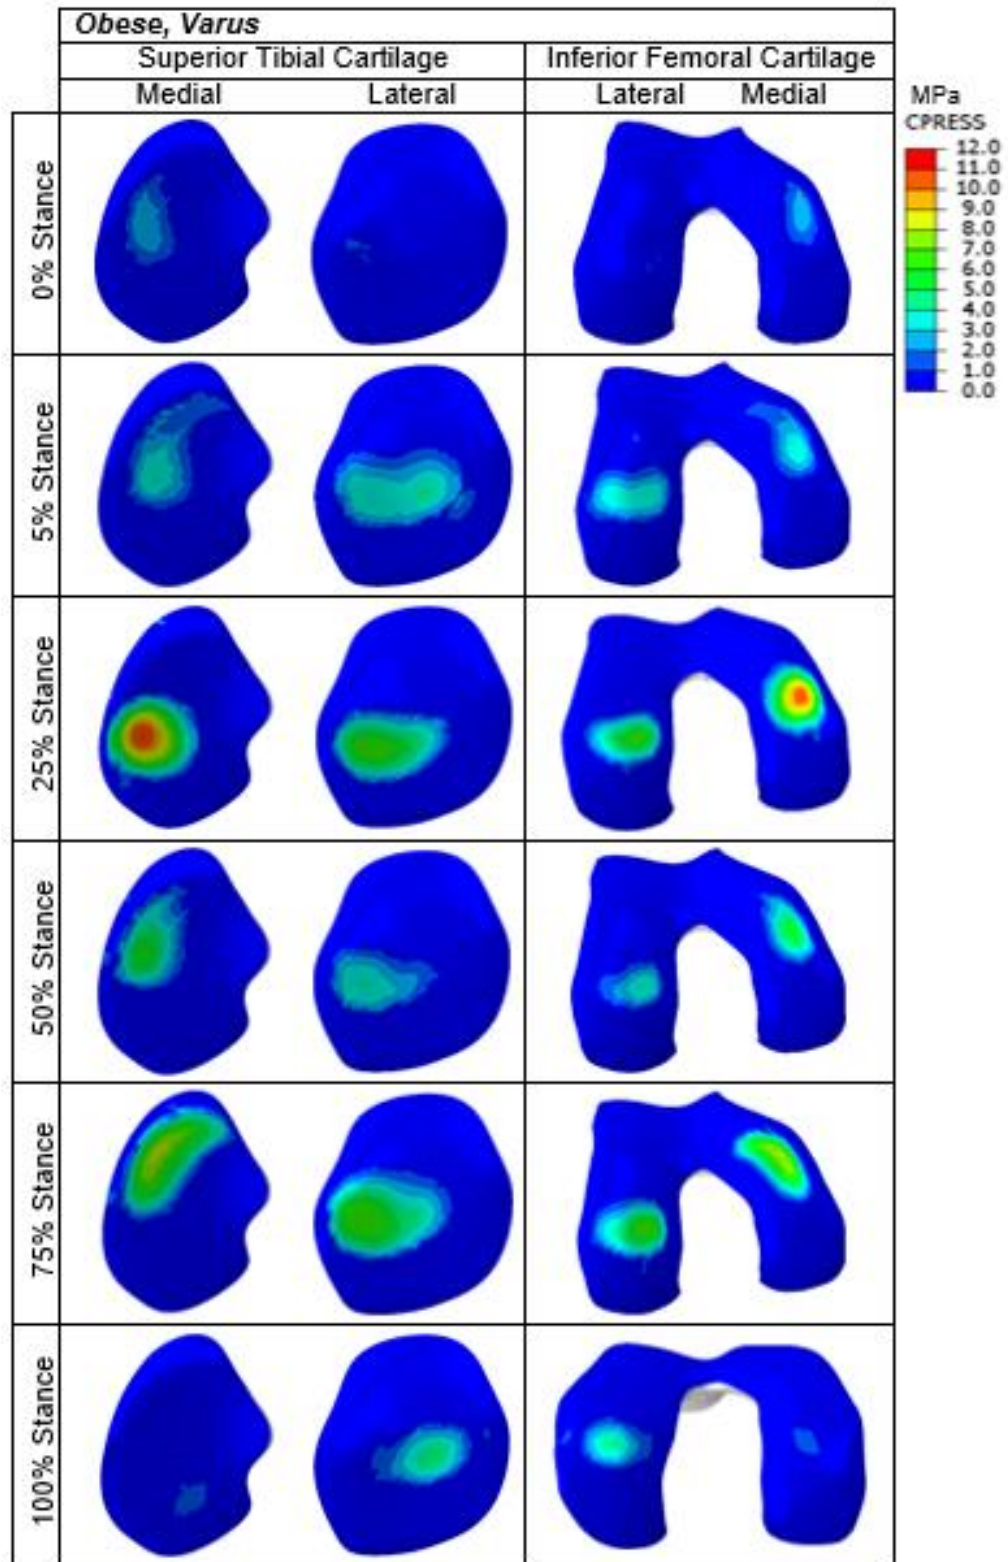 Obese, Varus
Superior Tibial Cartilage Inferior Femoral Cartilage
Medial Lateral Lateral Medial
MPa
CPRESS
12.0
11.0
10.0
9.0
8.0
7.0
6.0
5.0
4.0
3.0
2.0
1.0
0.0
0% Stance
5% Stance
25% Stance
50% Stance
75% Stance
100% Stance